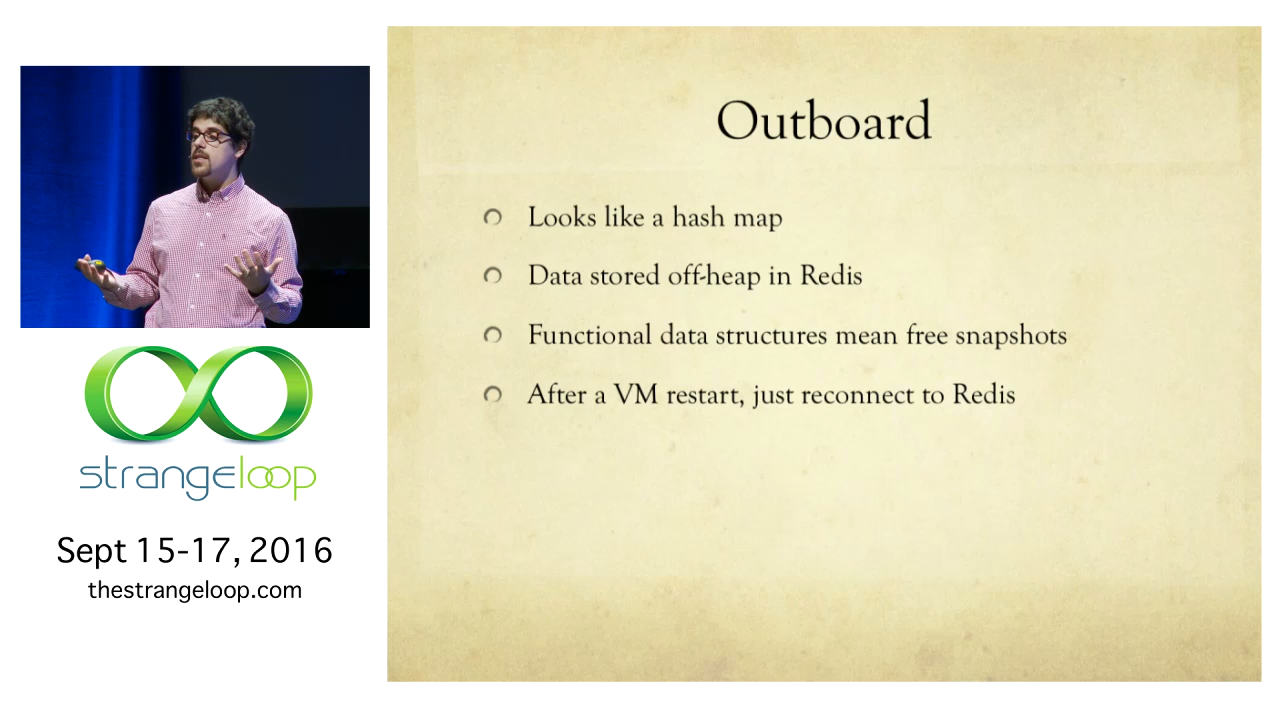 strangeloop
Sept 15-17, 2016
thestrangeloop.com
Outboard
Looks like a hash map
Data stored off-heap in Redis
Functional data structures mean free snapshots
After a VM restart, just reconnect to Redis